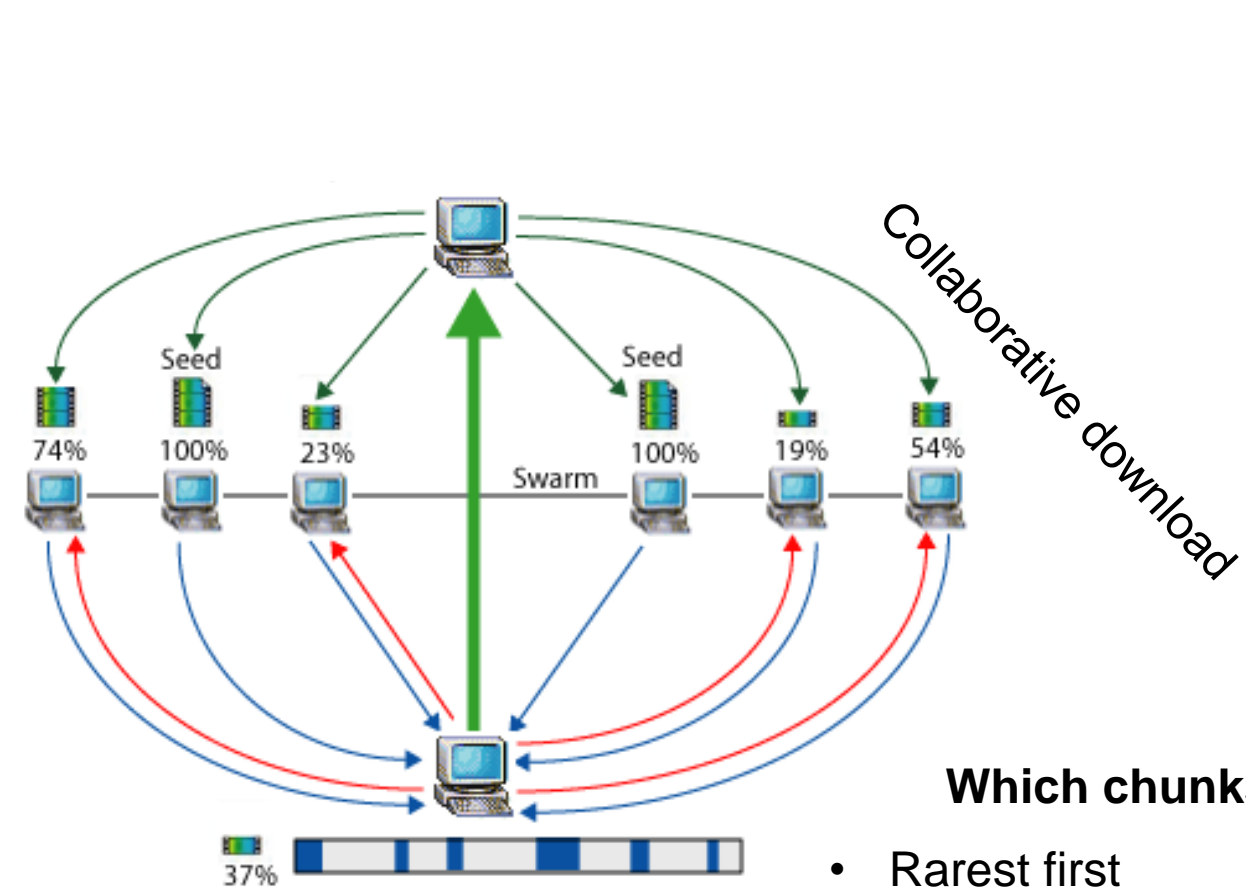 Collaborative download
Seed
Seed
74%
100%
23%
100%
19%
54%
Swarm
Which chunk
37%
• Rarest first